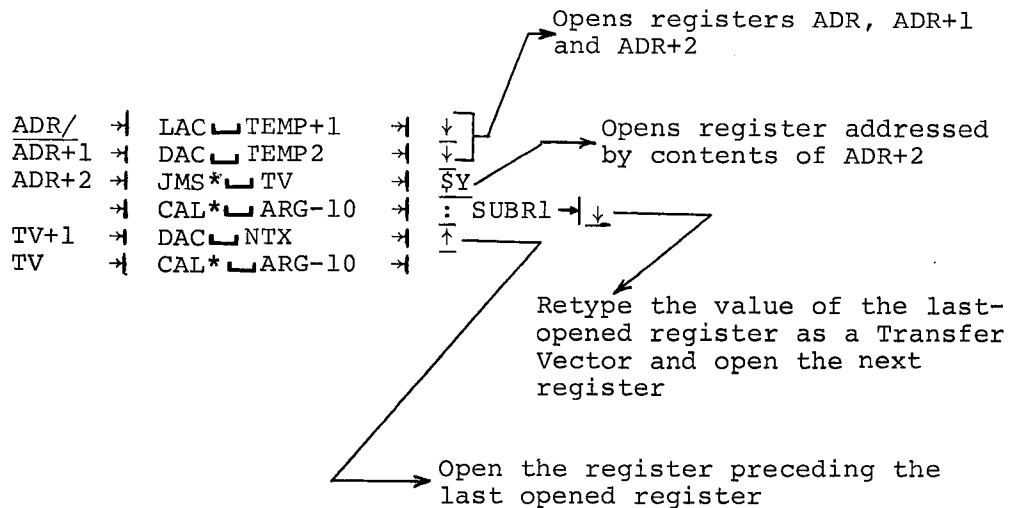 Opens registers ADR, ADR+1
and ADR+2
ADR/ →| LAC␣TEMP+1 →| ↓
ADR+1 →| DAC␣TEMP2 →| ↓
Opens register addressed
by contents of ADR+2
ADR+2 →| JMS*␣TV →| $Y
→| CAL*␣ARG-10 →| : SUBR1 →| ↓
TV+1 →| DAC␣NTX →| ↑
TV →| CAL*␣ARG-10 →|
Retype the value of the last-
opened register as a Transfer
Vector and open the next
register
Open the register preceding the
last opened register